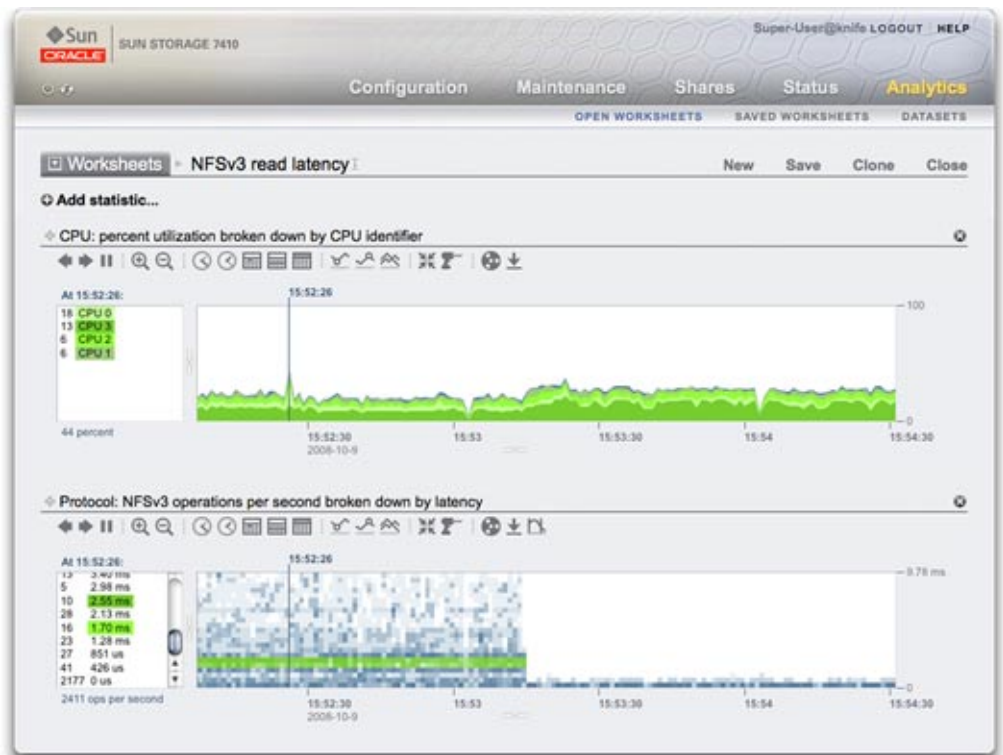 Sun
ORACLE
SUN STORAGE 7410
Super-User@knife LOGOUT HELP
Configuration Maintenance Shares Status Analytics
OPEN WORKSHEETS SAVED WORKSHEETS DATASETS
Worksheets NFSv3 read latency
New Save Clone Close
Add statistic...
CPU: percent utilization broken down by CPU identifier
At 15:52:26:
15:52:26
18 CPU 0
13 CPU 3
6 CPU 2
6 CPU 1
100
0
44 percent
15:52:30 15:53 15:53:30 15:54 15:54:30
2008-10-9
Protocol: NFSv3 operations per second broken down by latency
At 15:52:26:
15:52:26
13 3.40 ms
5 2.98 ms
10 2.55 ms
28 2.13 ms
16 1.70 ms
23 1.28 ms
27 851 us
41 426 us
2177 0 us
9.78 ms
0
2411 ops per second
15:52:30 15:53 15:53:30 15:54 15:54:30
2008-10-9